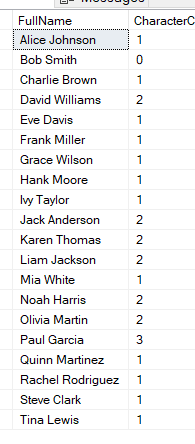 Messages
FullName CharacterC
Alice Johnson 1
Bob Smith 0
Charlie Brown 1
David Williams 2
Eve Davis 1
Frank Miller 1
Grace Wilson 1
Hank Moore 1
Ivy Taylor 1
Jack Anderson 2
Karen Thomas 2
Liam Jackson 2
Mia White 1
Noah Harris 2
Olivia Martin 2
Paul Garcia 3
Quinn Martinez 1
Rachel Rodriguez 1
Steve Clark 1
Tina Lewis 1